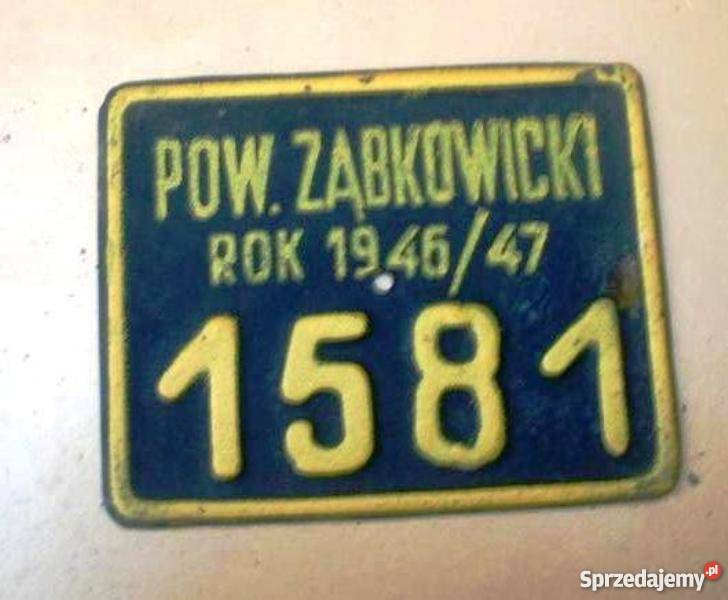 POW. ZĄBKOWICKI
ROK 1946/47
1581
Sprzedajemy.pl